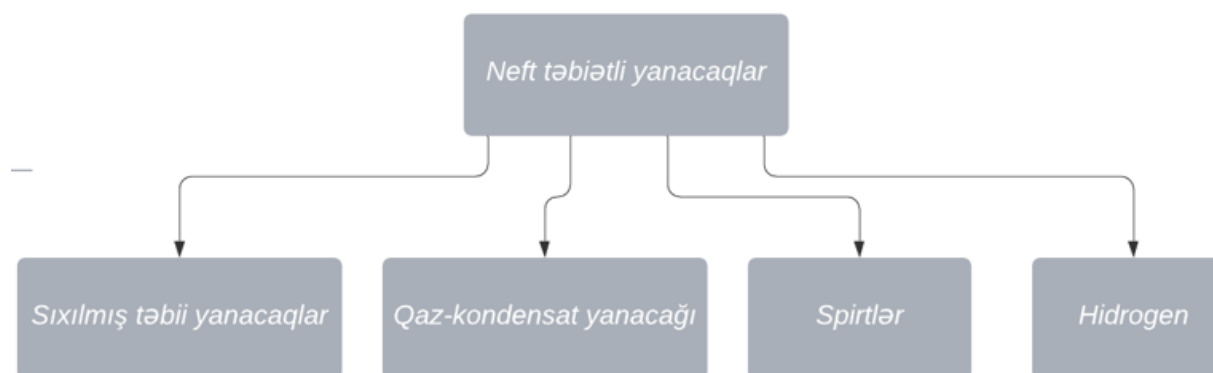 Neft təbiətli yanacaqlar
Sıxılmış təbii yanacaqlar
Qaz-kondensat yanacağı
Spirtlər
Hidrogen